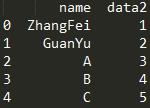 name data2
0 ZhangFei 1
1 GuanYu 2
2 A 3
3 B 4
4 C 5